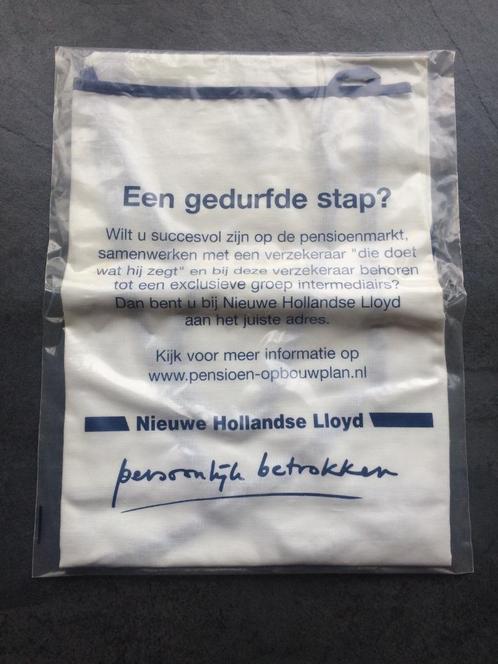 Een gedurfde stap?
Wilt u succesvol zijn op de pensioenmarkt,
samenwerken met een verzekeraar "die doet
wat hij zegt" en bij deze verzekeraar behoren
tot een exclusieve groep intermediairs?
Dan bent u bij Nieuwe Hollandse Lloyd
aan het juiste adres.
Kijk voor meer informatie op
www.pensioen-opbouwplan.nl
Nieuwe Hollandse Lloyd
persoonlijk betrokken